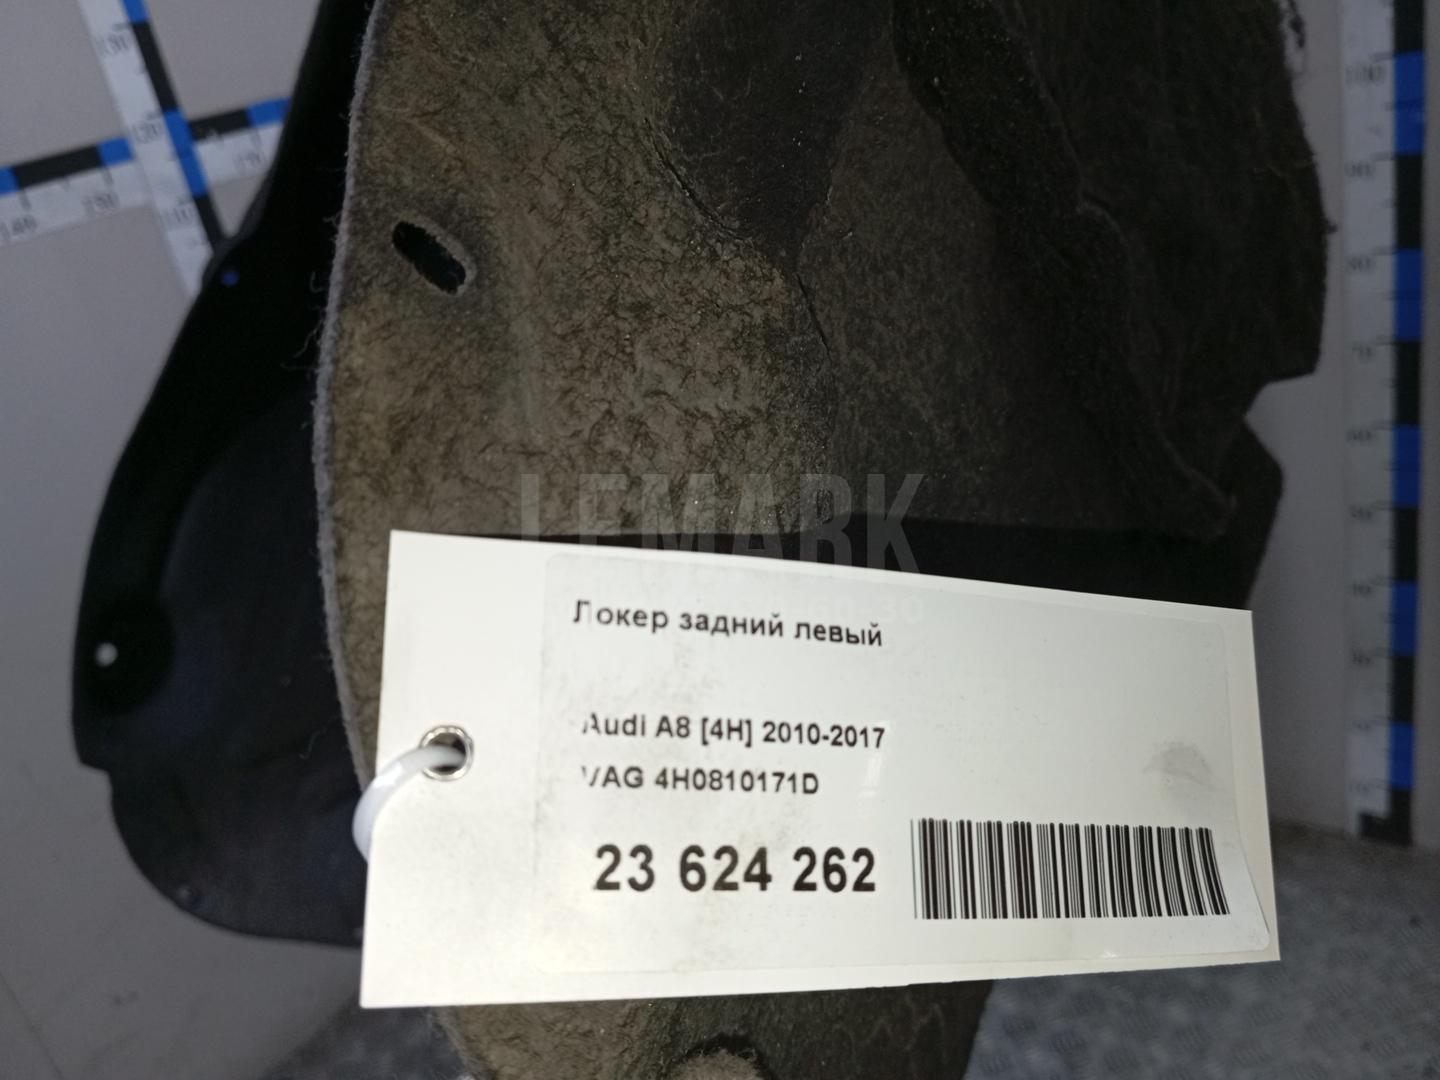 LEMARK
Локер задний левый
Audi A8 [4H] 2010-2017
VAG 4H0810171D
23 624 262